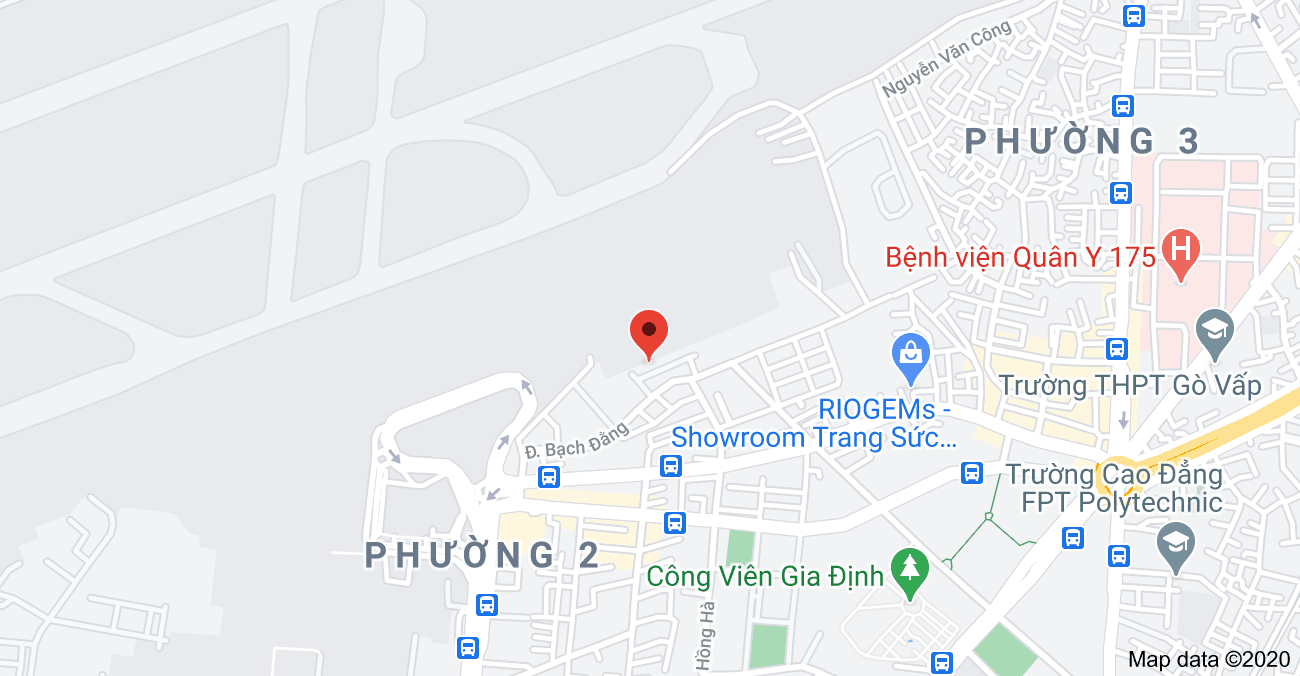 Nguyễn Văn Công
PHƯỜNG 3
Bệnh viện Quân Y 175
H
Trường THPT Gò Vấp
RIOGEMs -
Showroom Trang Sức...
Đ. Bạch Đằng
Trường Cao Đẳng
FPT Polytechnic
PHƯỜNG 2
Công Viên Gia Định
Hồng Hà
Map data ©2020